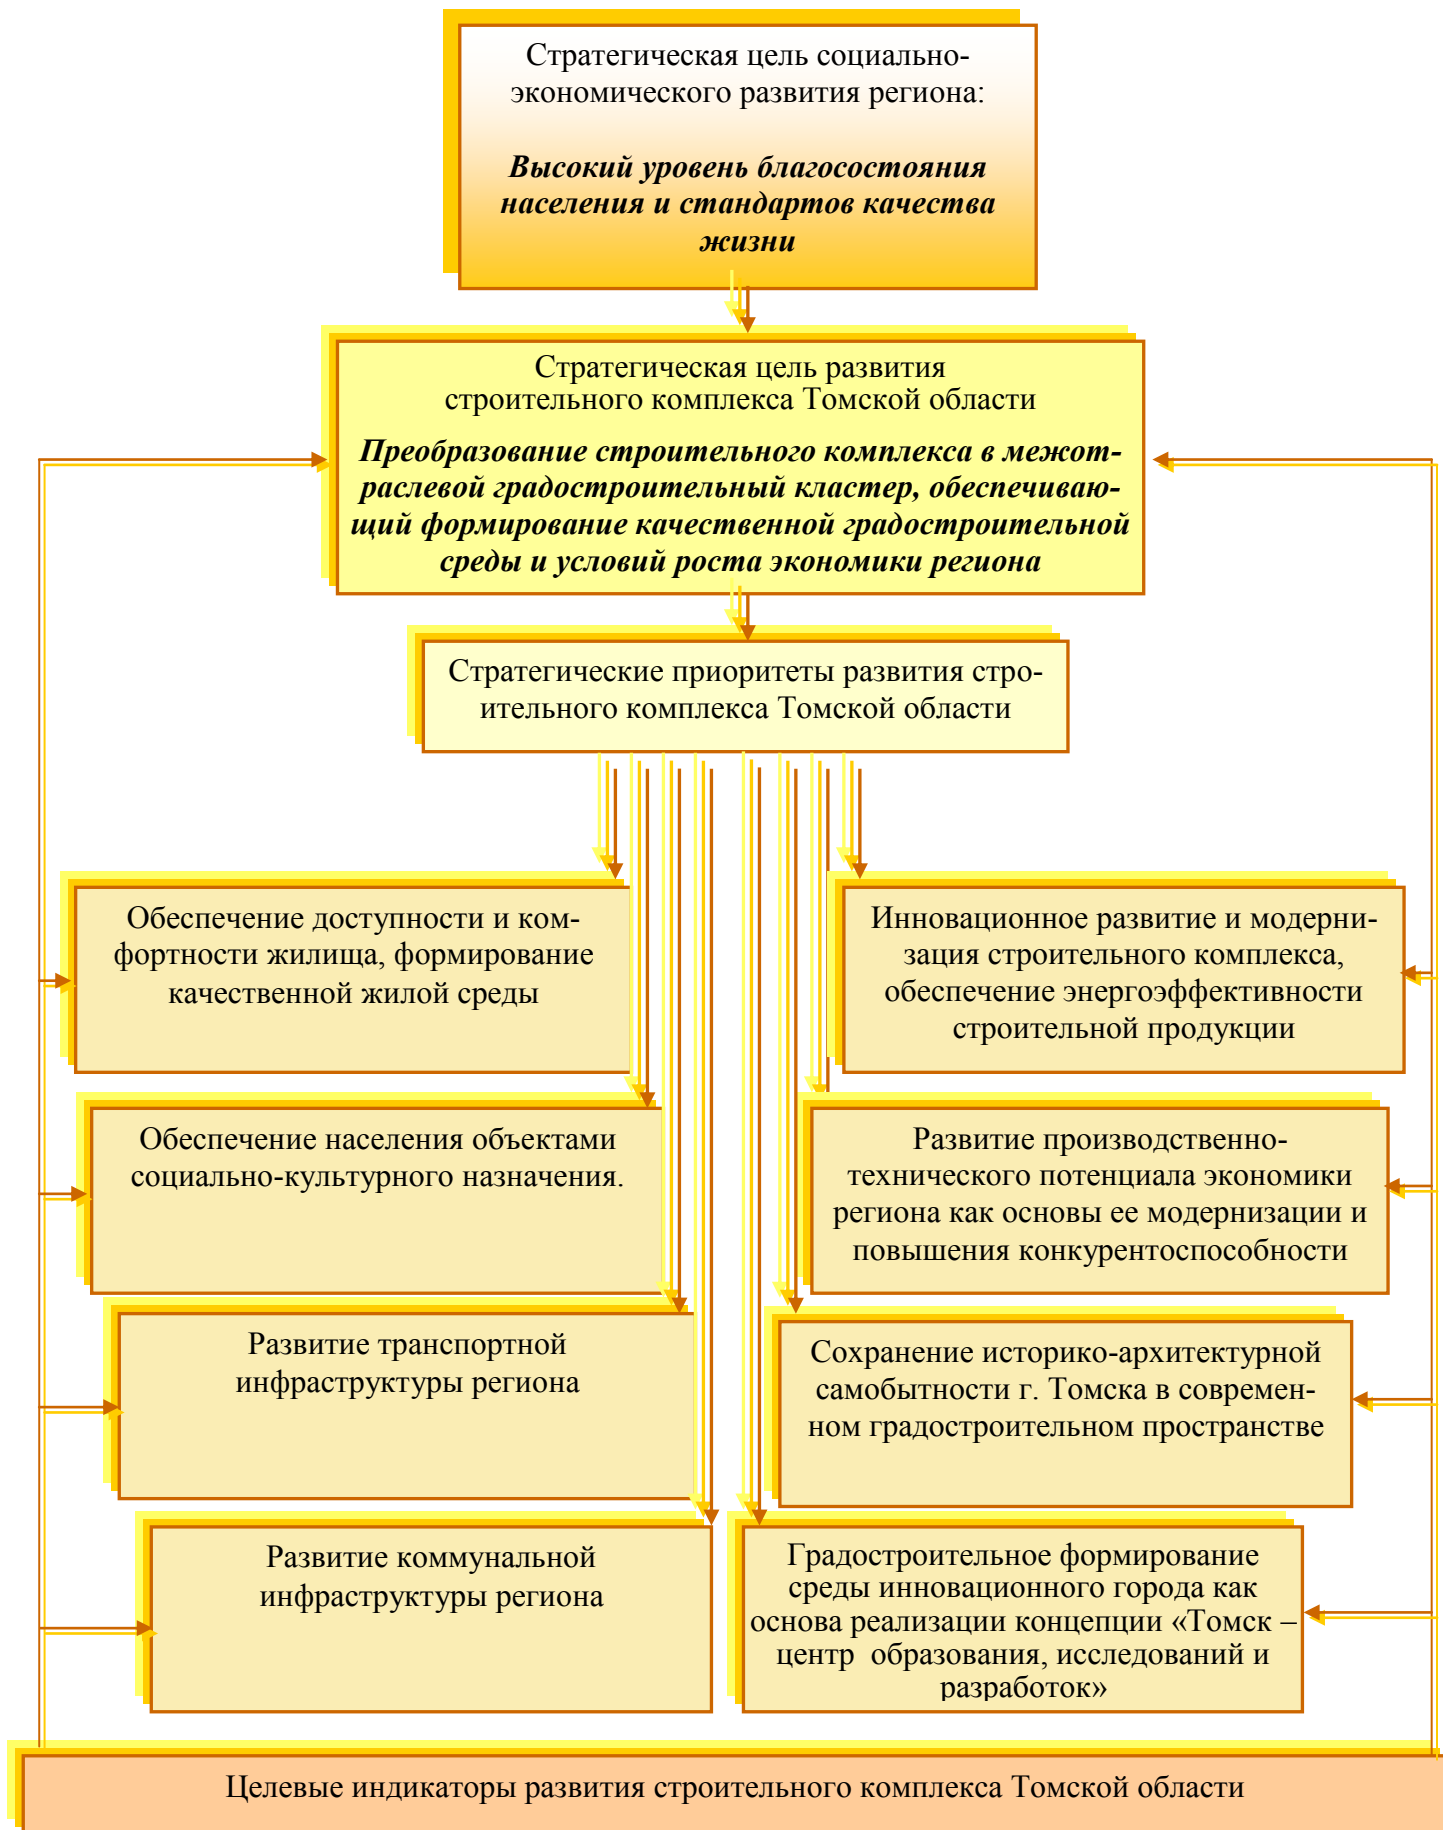 Стратегическая цель социально-
экономического развития региона:
Высокий уровень благосостояния
населения и стандартов качества
жизни
Стратегическая цель развития
строительного комплекса Томской области
Преобразование строительного комплекса в межот-
раслевой градостроительный кластер, обеспечиваю-
щий формирование качественной градостроительной
среды и условий роста экономики региона
Стратегические приоритеты развития стро-
ительного комплекса Томской области
Обеспечение доступности и ком-
фортности жилища, формирование
качественной жилой среды
Обеспечение населения объектами
социально-культурного назначения.
Развитие транспортной
инфраструктуры региона
Развитие коммунальной
инфраструктуры региона
Инновационное развитие и модерни-
зация строительного комплекса,
обеспечение энергоэффективности
строительной продукции
Развитие производственно-
технического потенциала экономики
региона как основы ее модернизации и
повышения конкурентоспособности
Сохранение историко-архитектурной
самобытности г. Томска в современ-
ном градостроительном пространстве
Градостроительное формирование
среды инновационного города как
основа реализации концепции «Томск –
центр  образования, исследований и
разработок»
Целевые индикаторы развития строительного комплекса Томской области